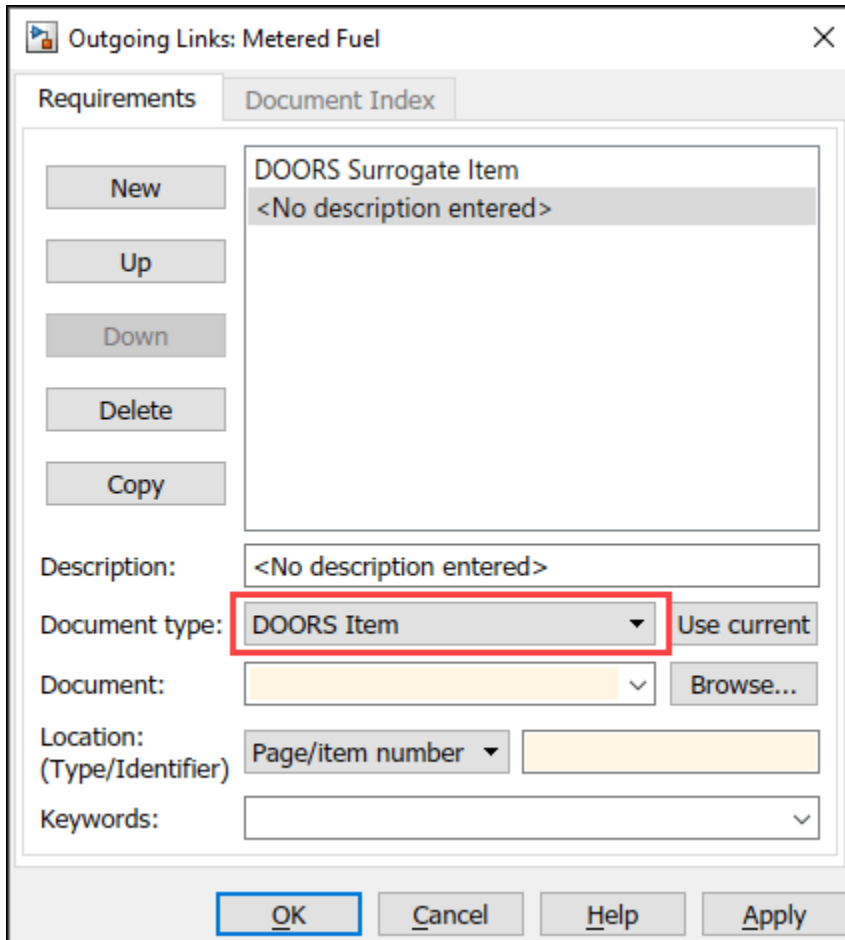 Outgoing Links: Metered Fuel
Requirements
Document Index
New
Up
Down
Delete
Copy
DOORS Surrogate Item
<No description entered>
Description:
<No description entered>
Document type:
DOORS Item
Use current
Document:
Browse...
Location:
(Type/Identifier)
Page/item number
Keywords:
OK
Cancel
Help
Apply